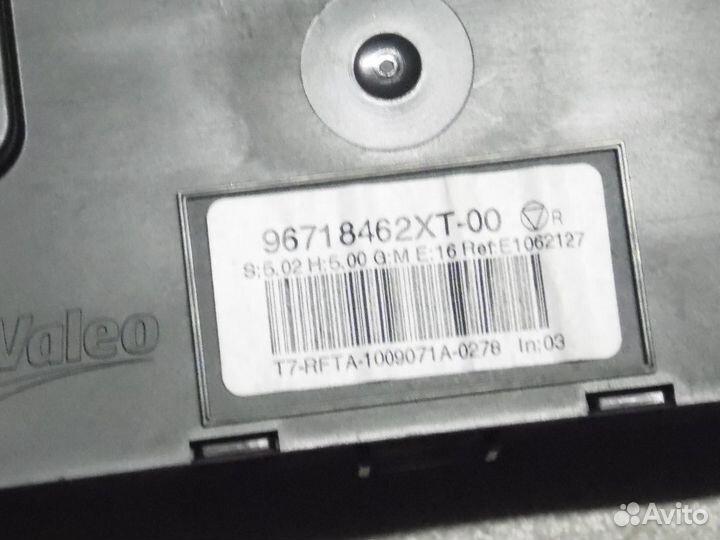 96718462XT-00 R
S:5.02 H:5.00 G:M E:16 Ref:E1062127
T7-RFTA-1009071A-0278 In:03
Valeo
Avito